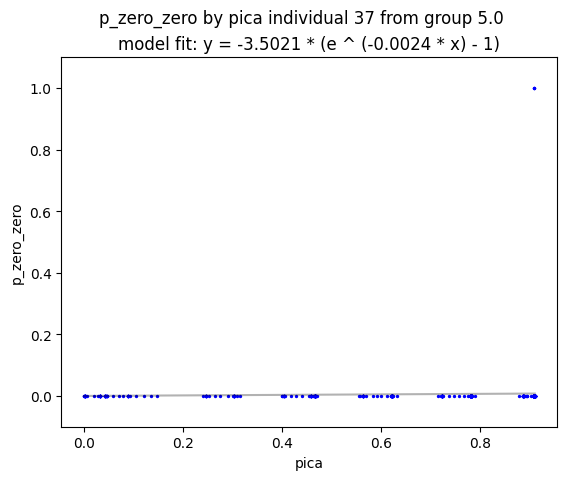 p_zero_zero by pica individual 37 from group 5.0
model fit: y = -3.5021 * (e ^ (-0.0024 * x) - 1)
1.0
0.8
0.6
0.4
0.2
0.0
p_zero_zero
0.0 0.2 0.4 0.6 0.8
pica